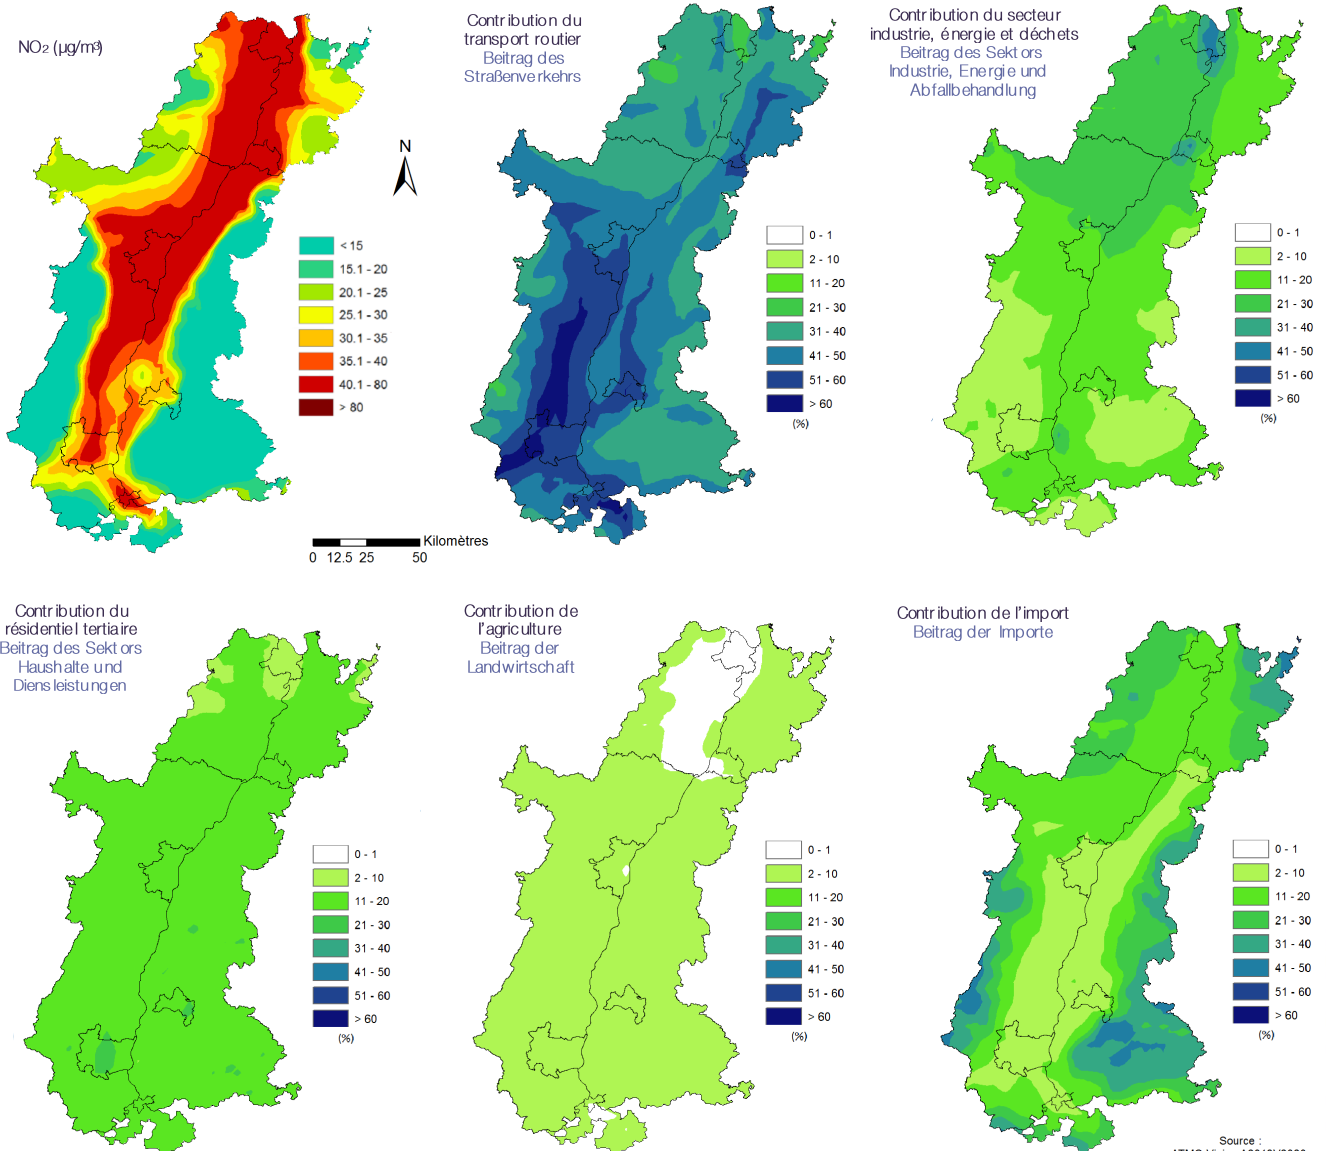 NO₂ (µg/m³)
N
< 15
15.1 - 20
20.1 - 25
25.1 - 30
30.1 - 35
35.1 - 40
40.1 - 80
> 80
Kilomètres
0 12.5 25 50
Contribution du
transport routier
Beitrag des
Straßenverkehrs
0 - 1
2 - 10
11 - 20
21 - 30
31 - 40
41 - 50
51 - 60
> 60
(%)
Contribution du secteur
industrie, énergie et déchets
Beitrag des Sektors
Industrie, Energie und
Abfallbehandlung
0 - 1
2 - 10
11 - 20
21 - 30
31 - 40
41 - 50
51 - 60
> 60
(%)
Contribution du
résidentiel tertiaire
Beitrag des Sektors
Haushalte und
Diensleistungen
0 - 1
2 - 10
11 - 20
21 - 30
31 - 40
41 - 50
51 - 60
> 60
(%)
Contribution de
l'agriculture
Beitrag der
Landwirtschaft
0 - 1
2 - 10
11 - 20
21 - 30
31 - 40
41 - 50
51 - 60
> 60
(%)
Contribution de l'import
Beitrag der Importe
0 - 1
2 - 10
11 - 20
21 - 30
31 - 40
41 - 50
51 - 60
> 60
(%)
Source :